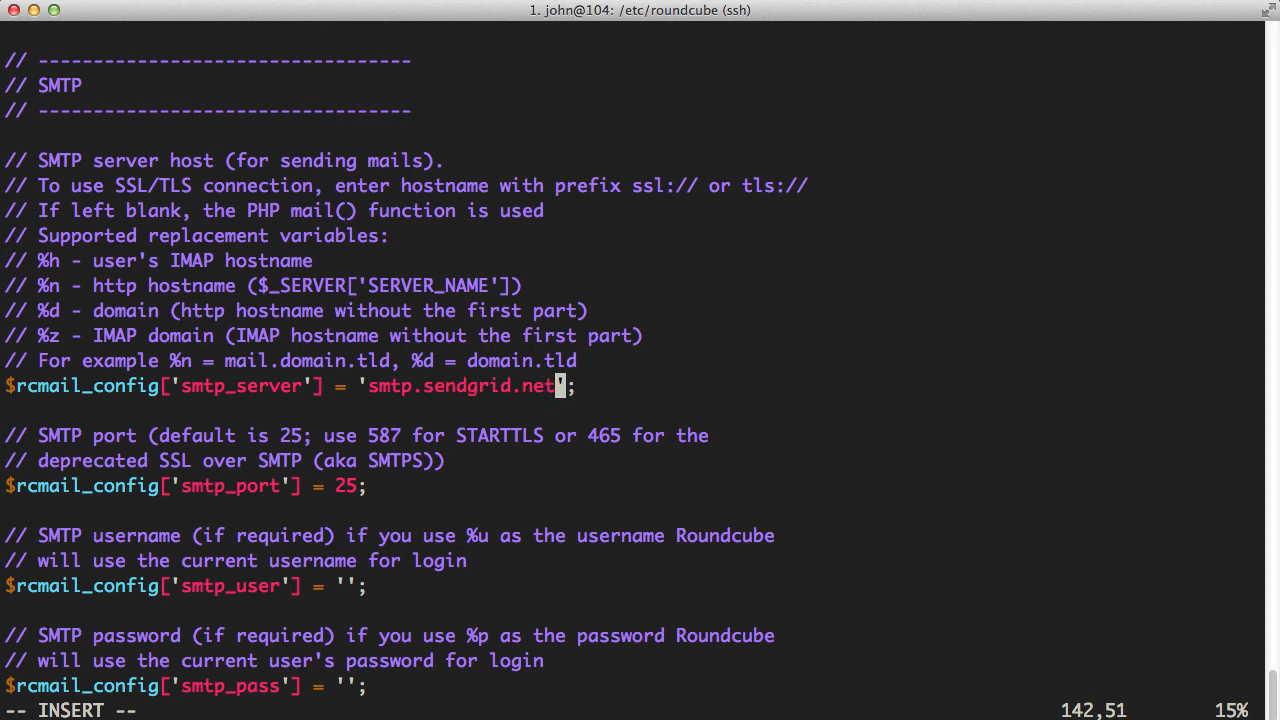 1. john@104: /etc/roundcube (ssh)
// ----------------------------------
// SMTP
// ----------------------------------
// SMTP server host (for sending mails).
// To use SSL/TLS connection, enter hostname with prefix ssl:// or tls://
// If left blank, the PHP mail() function is used
// Supported replacement variables:
// %h - user's IMAP hostname
// %n - http hostname ($_SERVER['SERVER_NAME'])
// %d - domain (http hostname without the first part)
// %z - IMAP domain (IMAP hostname without the first part)
// For example %n = mail.domain.tld, %d = domain.tld
$rcmail_config['smtp_server'] = 'smtp.sendgrid.net';
// SMTP port (default is 25; use 587 for STARTTLS or 465 for the
// deprecated SSL over SMTP (aka SMTPS))
$rcmail_config['smtp_port'] = 25;
// SMTP username (if required) if you use %u as the username Roundcube
// will use the current username for login
$rcmail_config['smtp_user'] = '';
// SMTP password (if required) if you use %p as the password Roundcube
// will use the current user's password for login
$rcmail_config['smtp_pass'] = '';
-- INSERT -- 142,51 15%